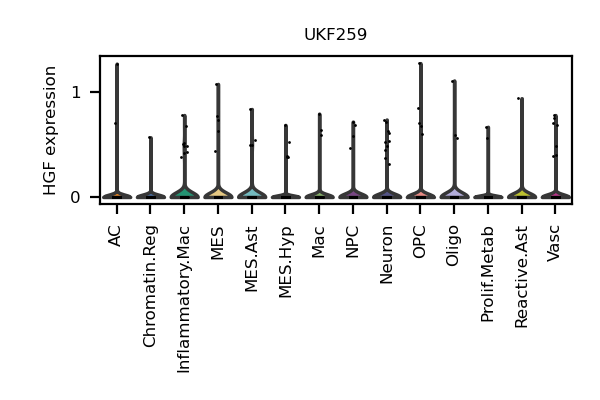 UKF259
HGF expression
1
0
AC
Chromatin.Reg
Inflammatory.Mac
MES
MES.Ast
MES.Hyp
Mac
NPC
Neuron
OPC
Oligo
Prolif.Metab
Reactive.Ast
Vasc